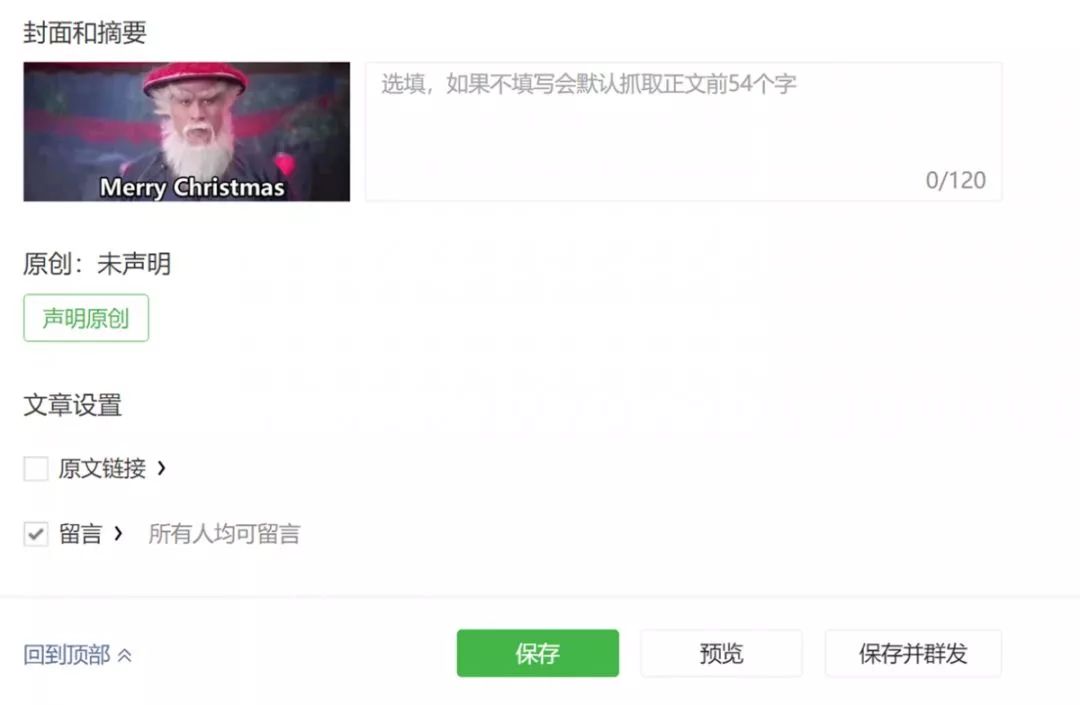 封面和摘要
选填，如果不填写会默认抓取正文前54个字
Merry Christmas
0/120
原创：未声明
声明原创
文章设置
原文链接
留言 所有人均可留言
回到顶部 保存 预览 保存并群发